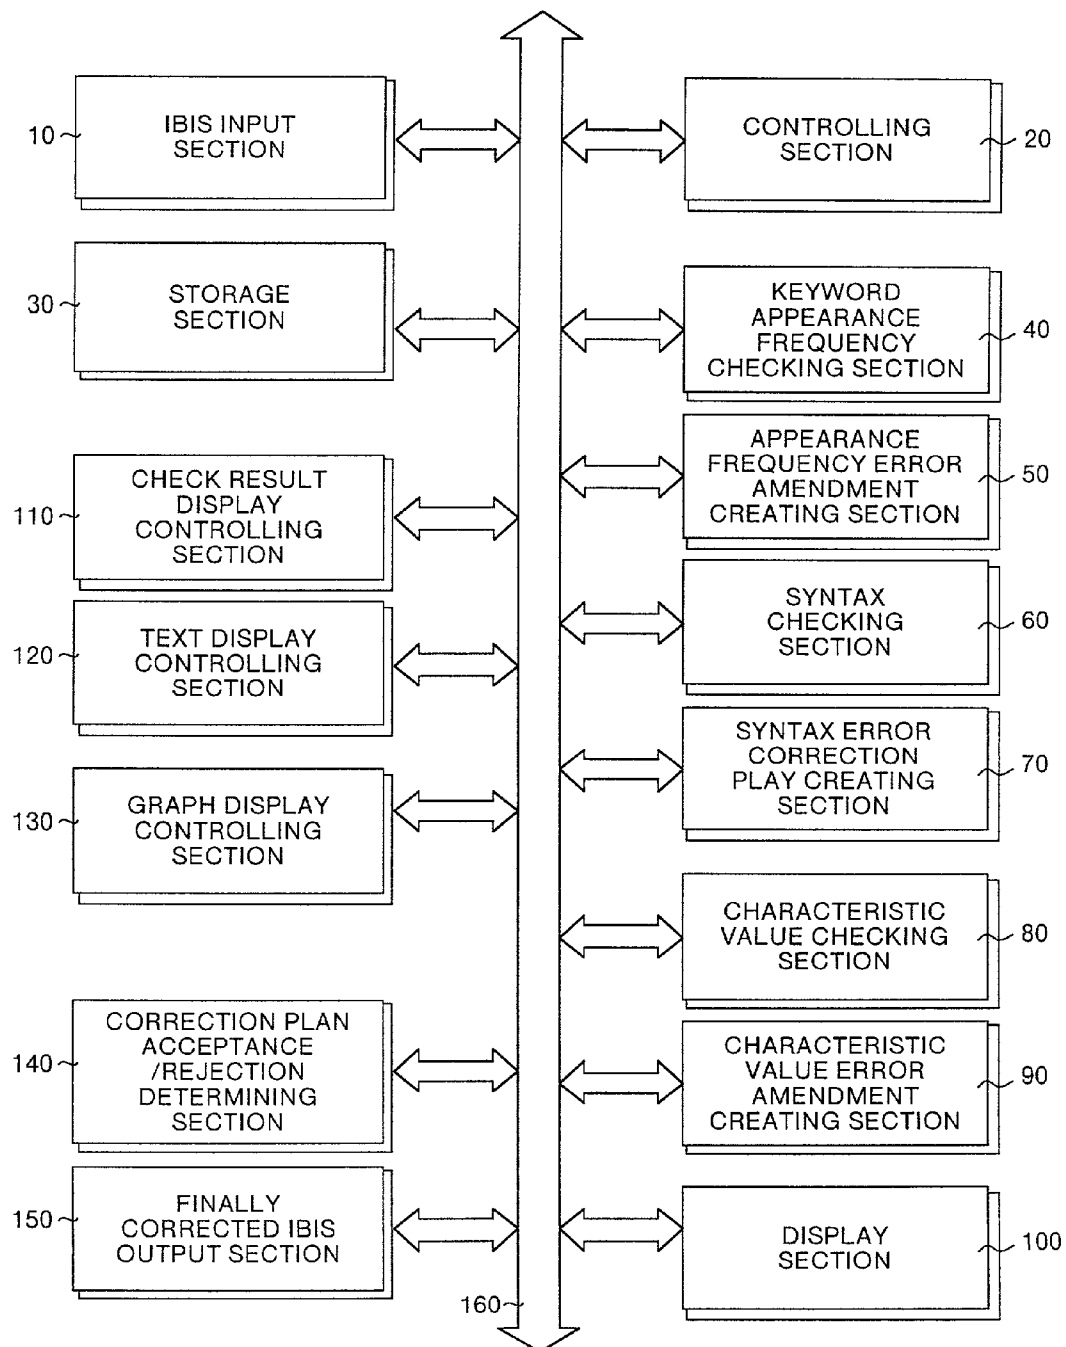 10
IBIS INPUT
SECTION
CONTROLLING
SECTION
20
30
STORAGE
SECTION
KEYWORD
APPEARANCE
FREQUENCY
CHECKING SECTION
40
APPEARANCE
FREQUENCY ERROR
AMENDMENT
CREATING SECTION
50
110
CHECK RESULT
DISPLAY
CONTROLLING
SECTION
SYNTAX
CHECKING
SECTION
60
120
TEXT DISPLAY
CONTROLLING
SECTION
SYNTAX ERROR
CORRECTION
PLAY CREATING
SECTION
70
130
GRAPH DISPLAY
CONTROLLING
SECTION
CHARACTERISTIC
VALUE CHECKING
SECTION
80
140
CORRECTION PLAN
ACCEPTANCE
/REJECTION
DETERMINING
SECTION
CHARACTERISTIC
VALUE ERROR
AMENDMENT
CREATING SECTION
90
150
FINALLY
CORRECTED IBIS
OUTPUT SECTION
DISPLAY
SECTION
100
160